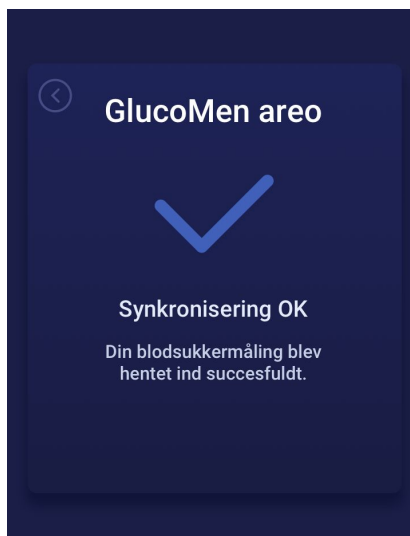 GlucoMen areo
Synkronisering OK
Din blodsukkermåling blev
hentet ind succesfuldt.